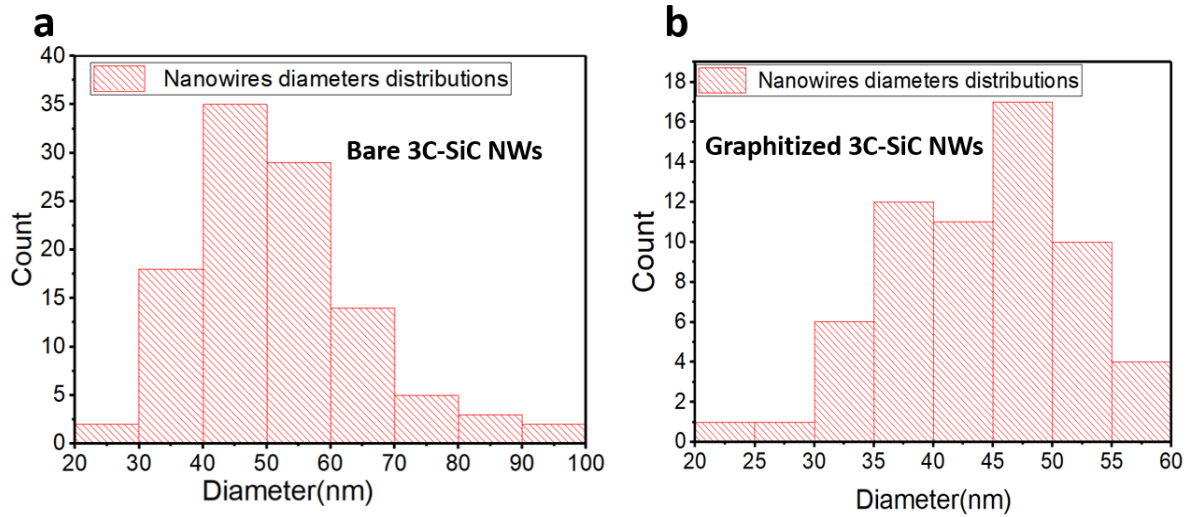 a
40
35
30
25
20
15
10
5
0
Count
Nanowires diameters distributions
Bare 3C-SiC NWs
20 30 40 50 60 70 80 90 100
Diameter(nm)
b
18
16
14
12
10
8
6
4
2
0
Count
Nanowires diameters distributions
Graphitized 3C-SiC NWs
20 25 30 35 40 45 50 55 60
Diameter(nm)